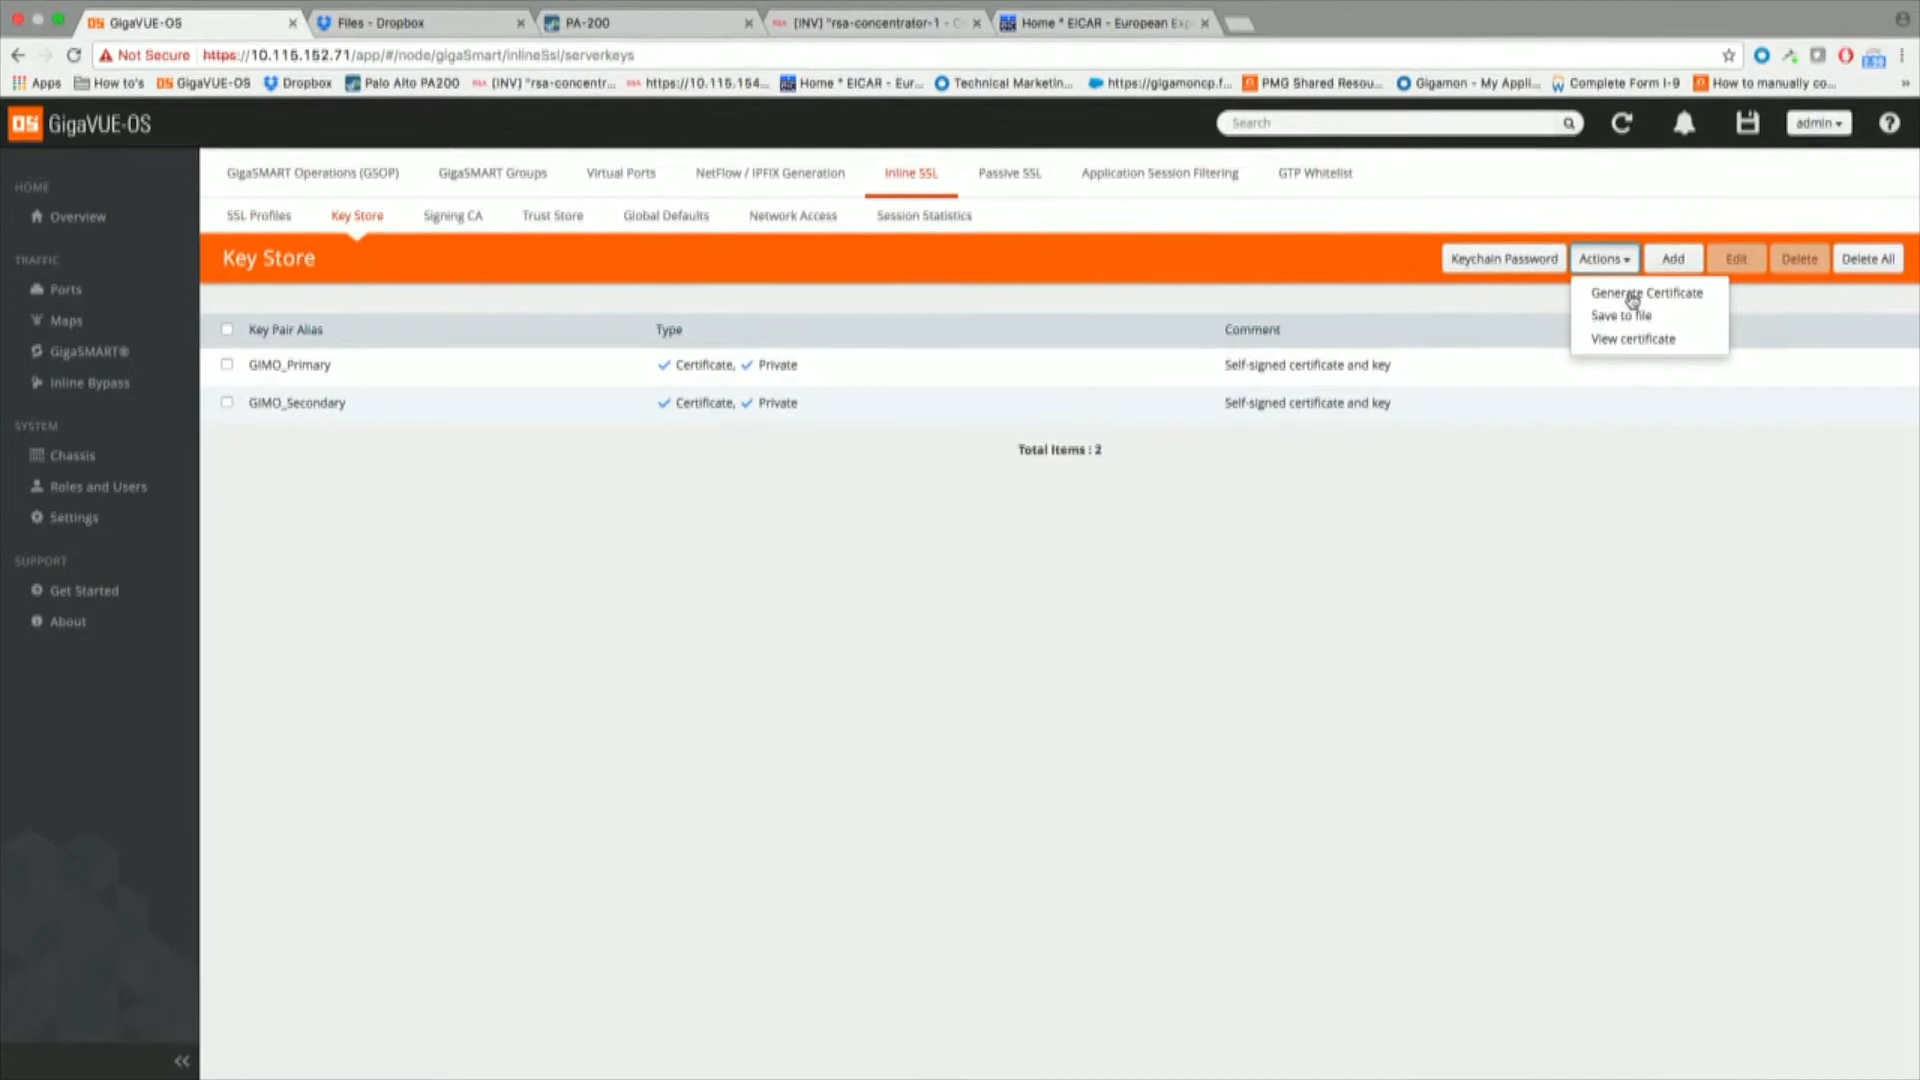 GigaVUE-OS
Files - Dropbox
PA-200
(INV) "rsa-concentrator-1 - C
Home * EICAR - European Exp
Not Secure https://10.115.152.71/app/#/node/gigaSmart/inlineSsl/serverkeys
Apps How to's GigaVUE-OS Dropbox Palo Alto PA200 (INV) "rsa-concentr... https://10.115.154... Home * EICAR - Eur... Technical Marketin... https://gigamoncp.f... PMG Shared Resou... Gigamon - My Appli... Complete Form I-9 How to manually co... »
GigaVUE-OS
Search
admin
HOME
Overview
TRAFFIC
Ports
Maps
GigaSMART®
Inline Bypass
SYSTEM
Chassis
Roles and Users
Settings
SUPPORT
Get Started
About
GigaSMART Operations (GSOP) GigaSMART Groups Virtual Ports NetFlow / IPFIX Generation Inline SSL Passive SSL Application Session Filtering GTP Whitelist
SSL Profiles Key Store Signing CA Trust Store Global Defaults Network Access Session Statistics
Key Store
Keychain Password Actions Add Edit Delete Delete All
Generate Certificate
Save to file
View certificate
Key Pair Alias Type Comment
GIMO_Primary Certificate, Private Self-signed certificate and key
GIMO_Secondary Certificate, Private Self-signed certificate and key
Total Items : 2